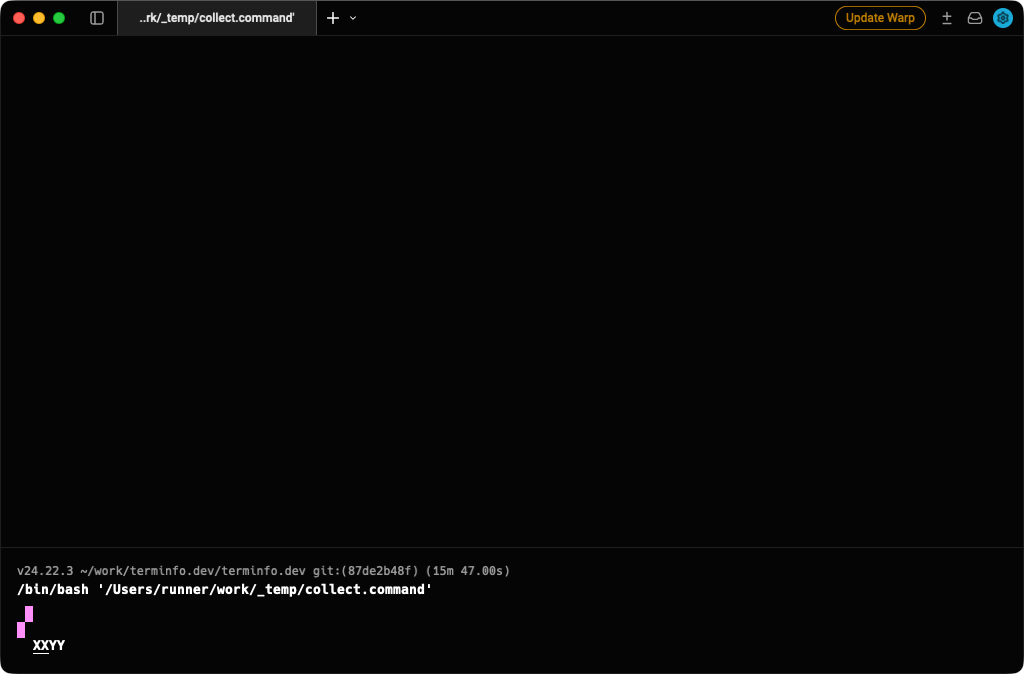 ..rk/_temp/collect.command'
Update Warp
v24.22.3 ~/work/terminfo.dev/terminfo.dev git:(87de2b48f) (15m 47.00s)
/bin/bash '/Users/runner/work/_temp/collect.command'
XXYY